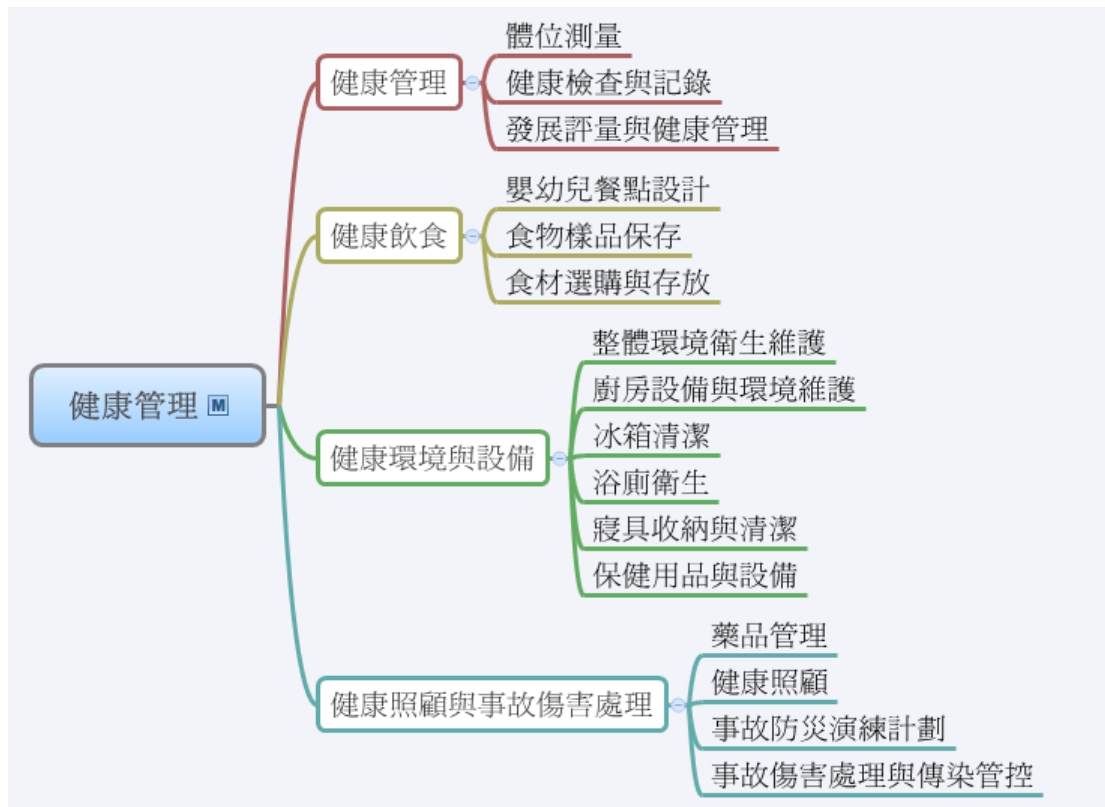 健康管理
健康管理
體位測量
健康檢查與記錄
發展評量與健康管理
健康飲食
嬰幼兒餐點設計
食物樣品保存
食材選購與存放
健康環境與設備
整體環境衛生維護
廚房設備與環境維護
冰箱清潔
浴廁衛生
寢具收納與清潔
保健用品與設備
健康照顧與事故傷害處理
藥品管理
健康照顧
事故防災演練計劃
事故傷害處理與傳染管控